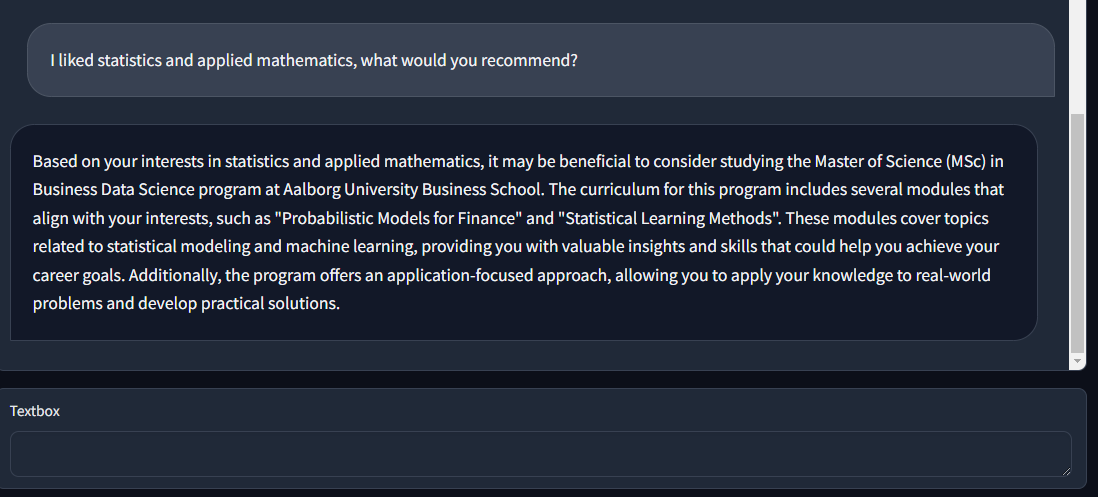 I liked statistics and applied mathematics, what would you recommend?
Based on your interests in statistics and applied mathematics, it may be beneficial to consider studying the Master of Science (MSc) in
Business Data Science program at Aalborg University Business School. The curriculum for this program includes several modules that
align with your interests, such as "Probabilistic Models for Finance" and "Statistical Learning Methods". These modules cover topics
related to statistical modeling and machine learning, providing you with valuable insights and skills that could help you achieve your
career goals. Additionally, the program offers an application-focused approach, allowing you to apply your knowledge to real-world
problems and develop practical solutions.
Textbox